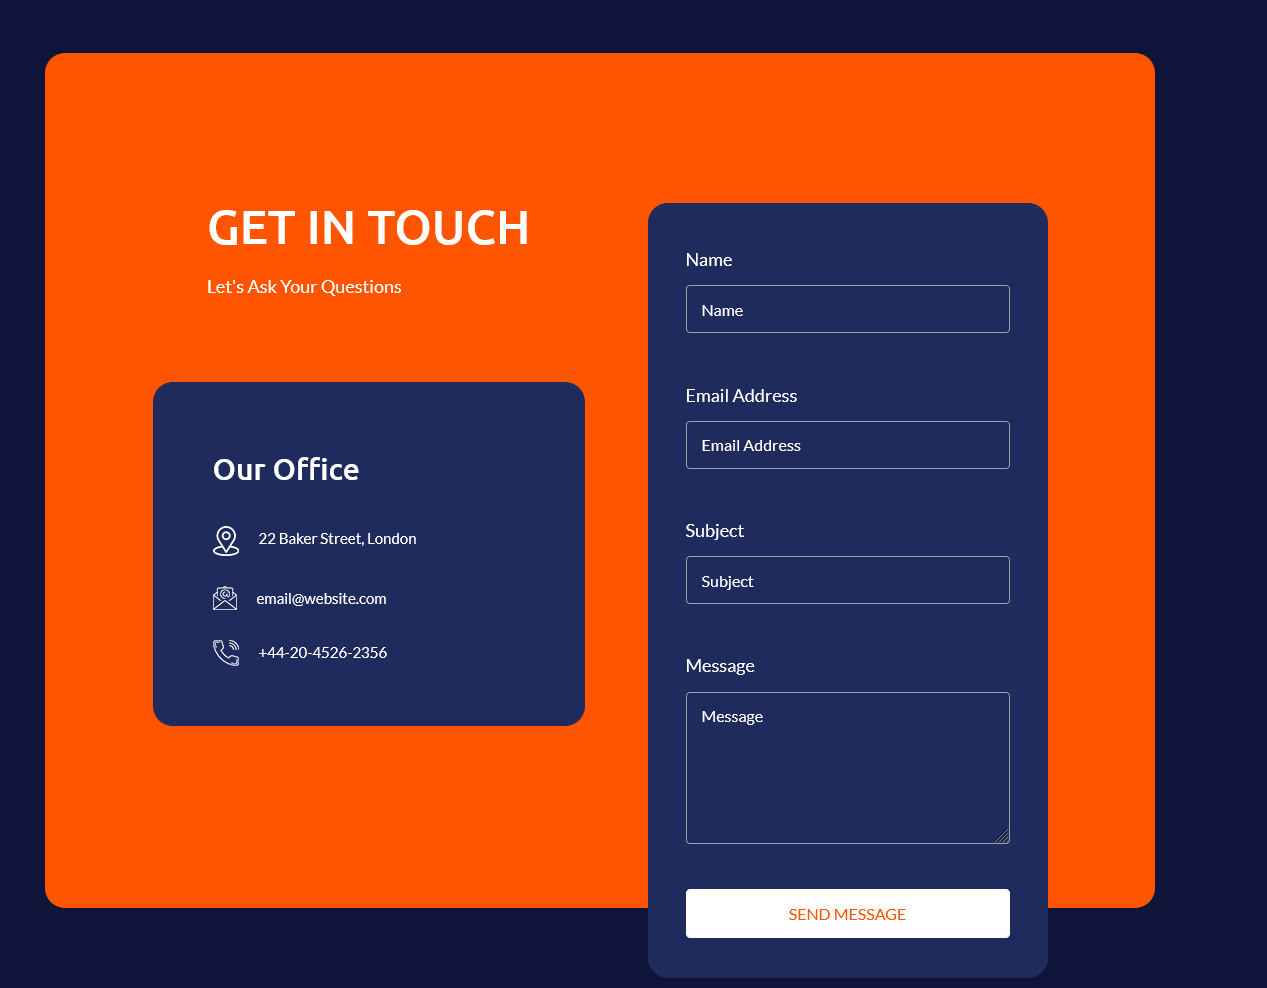 GET IN TOUCH
Let's Ask Your Questions
Our Office
22 Baker Street, London
email@website.com
+44-20-4526-2356
Name
Name
Email Address
Email Address
Subject
Subject
Message
Message
SEND MESSAGE